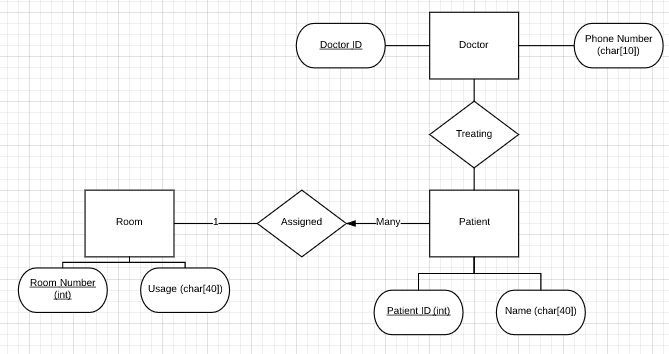 Doctor ID
Doctor
Phone Number
(char[10])
Treating
Room
1
Assigned
Many
Patient
Room Number
(int)
Usage (char[40])
Patient ID (int)
Name (char[40])